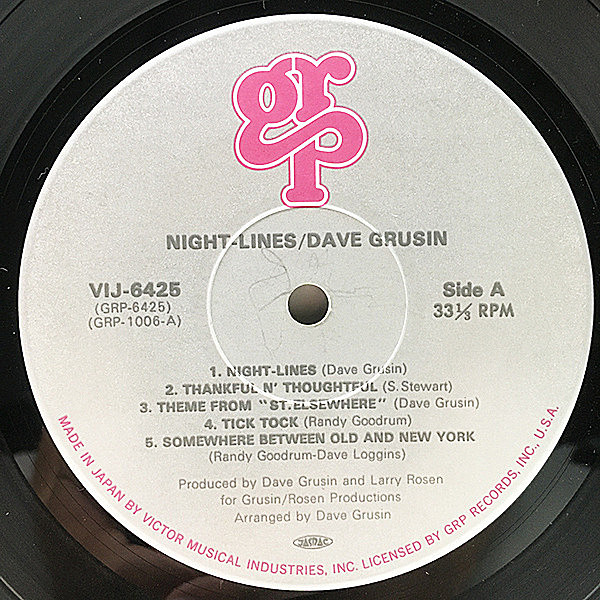 grp
NIGHT-LINES/DAVE GRUSIN
VIJ-6425
(GRP-6425)
(GRP-1006-A)
Side A
33⅓ RPM
1. NIGHT-LINES (Dave Grusin)
2. THANKFUL N' THOUGHTFUL (S. Stewart)
3. THEME FROM "ST. ELSEWHERE" (Dave Grusin)
4. TICK TOCK (Randy Goodrum)
5. SOMEWHERE BETWEEN OLD AND NEW YORK
(Randy Goodrum-Dave Loggins)
Produced by Dave Grusin and Larry Rosen
for Grusin/Rosen Productions
Arranged by Dave Grusin
JASRAC
MADE IN JAPAN BY VICTOR MUSICAL INDUSTRIES, INC. LICENSED BY GRP RECORDS, INC., U.S.A.